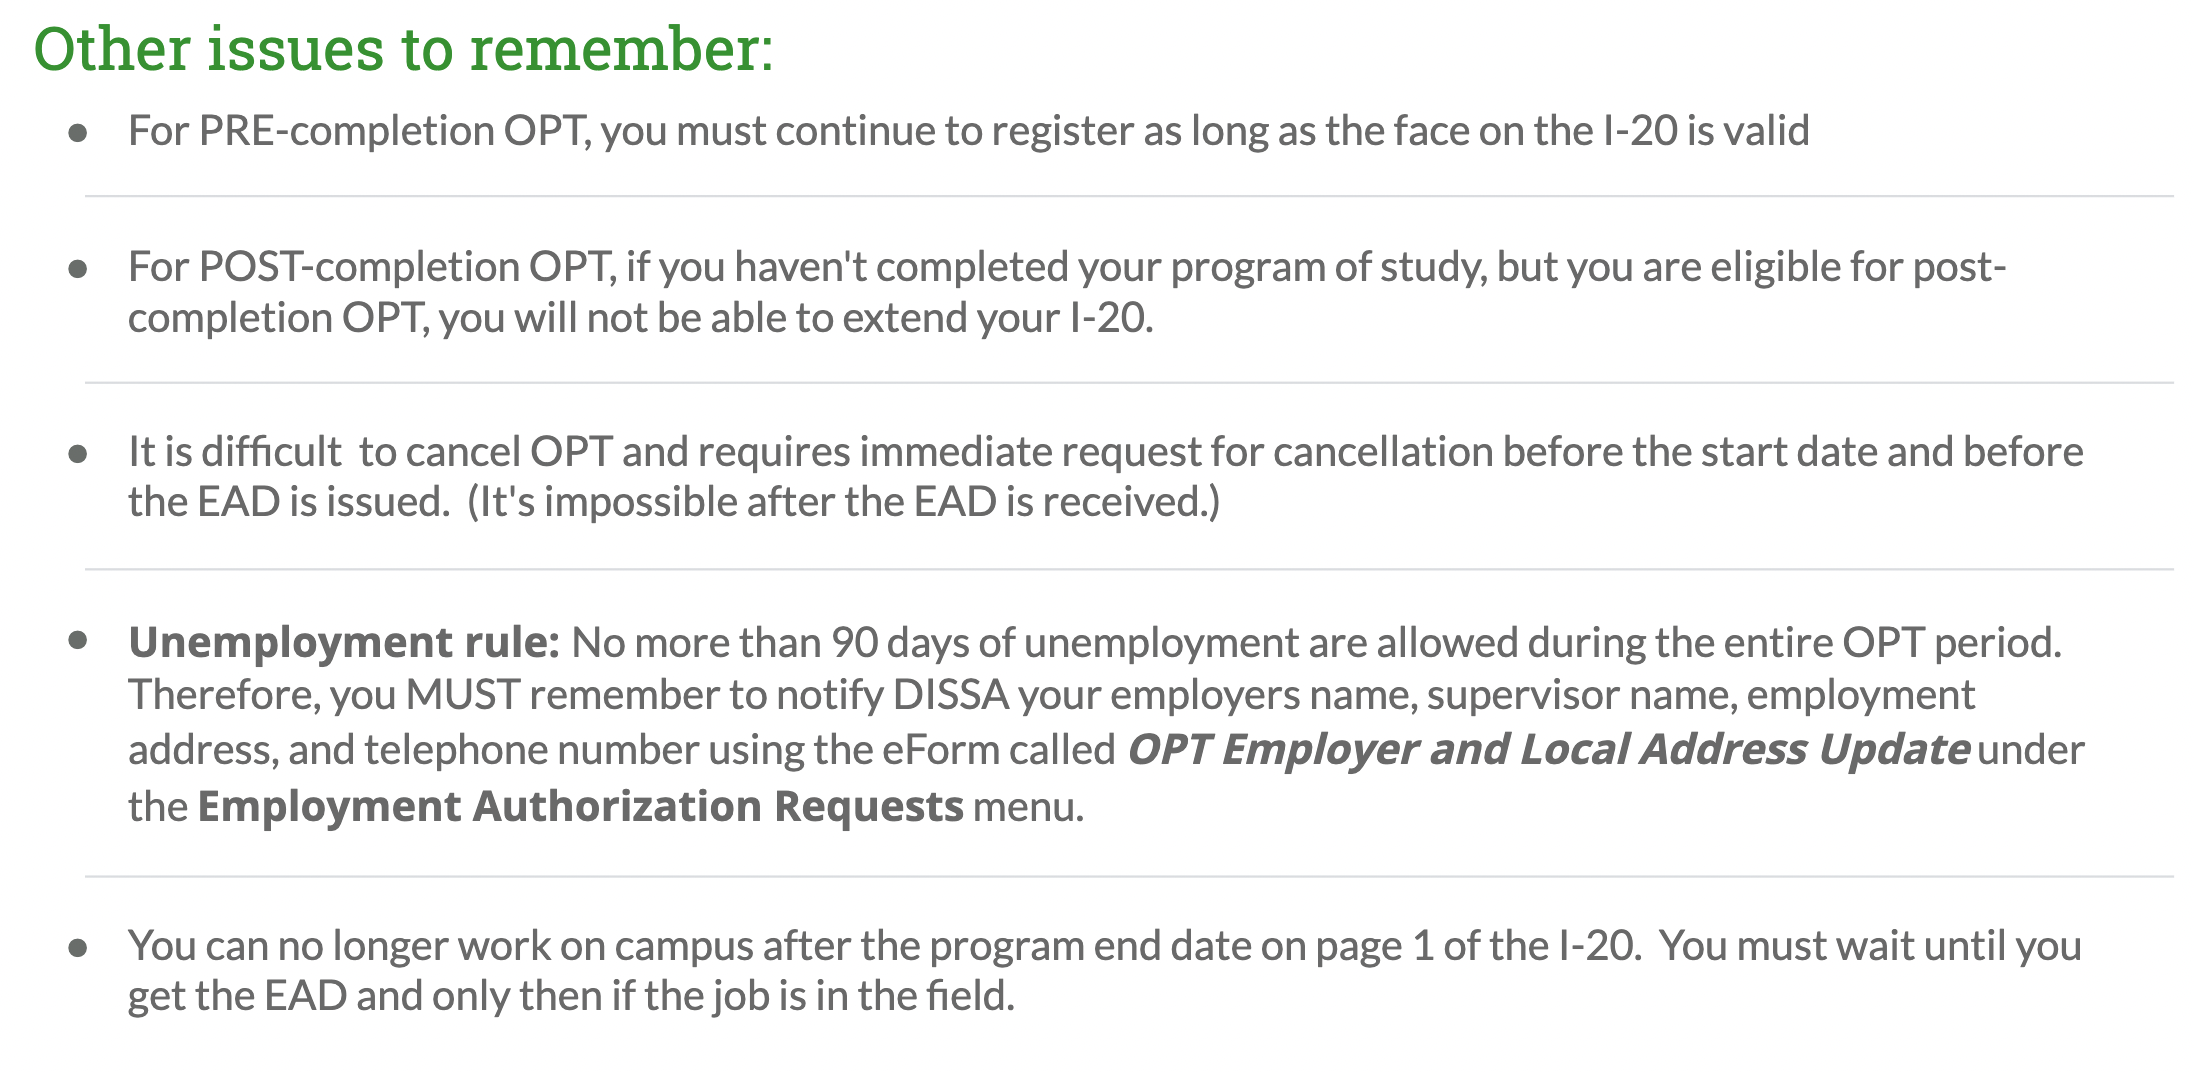 Other issues to remember:
● For PRE-completion OPT, you must continue to register as long as the face on the I-20 is valid
● For POST-completion OPT, if you haven't completed your program of study, but you are eligible for post-
completion OPT, you will not be able to extend your I-20.
● It is difficult  to cancel OPT and requires immediate request for cancellation before the start date and before
the EAD is issued.  (It's impossible after the EAD is received.)
● Unemployment rule: No more than 90 days of unemployment are allowed during the entire OPT period.
Therefore, you MUST remember to notify DISSA your employers name, supervisor name, employment
address, and telephone number using the eForm called OPT Employer and Local Address Update under
the Employment Authorization Requests menu.
● You can no longer work on campus after the program end date on page 1 of the I-20.  You must wait until you
get the EAD and only then if the job is in the field.